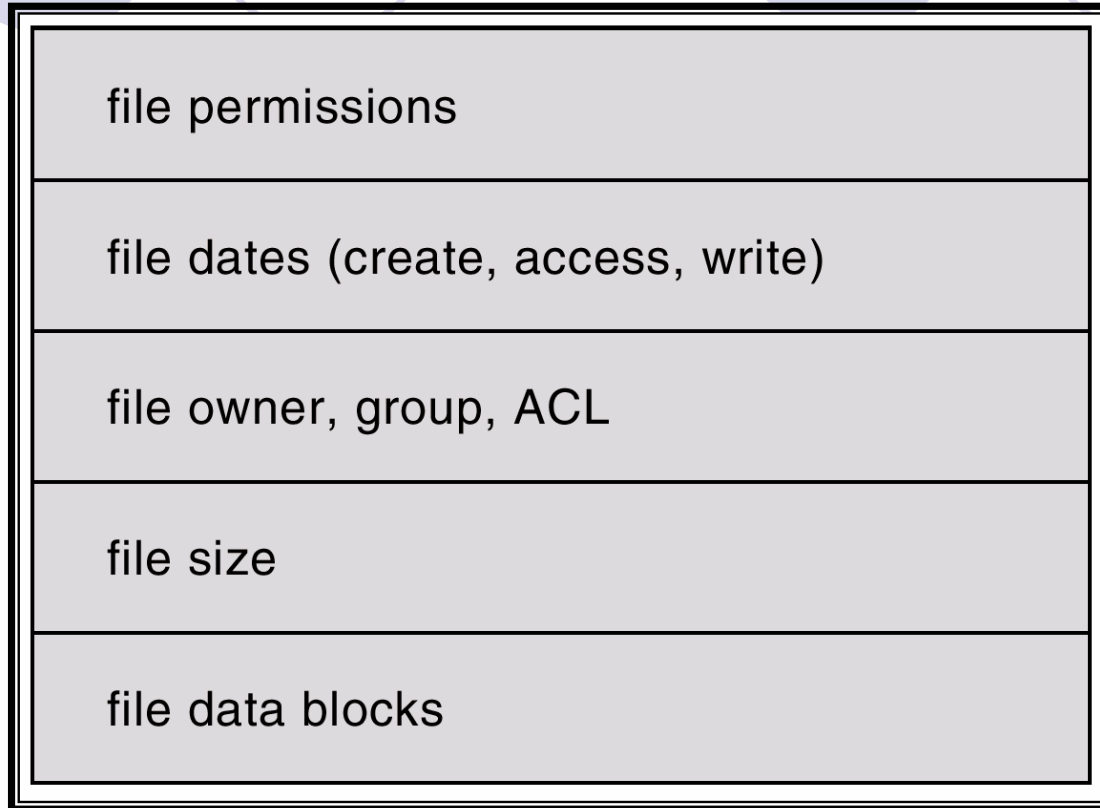 file permissions
file dates (create, access, write)
file owner, group, ACL
file size
file data blocks